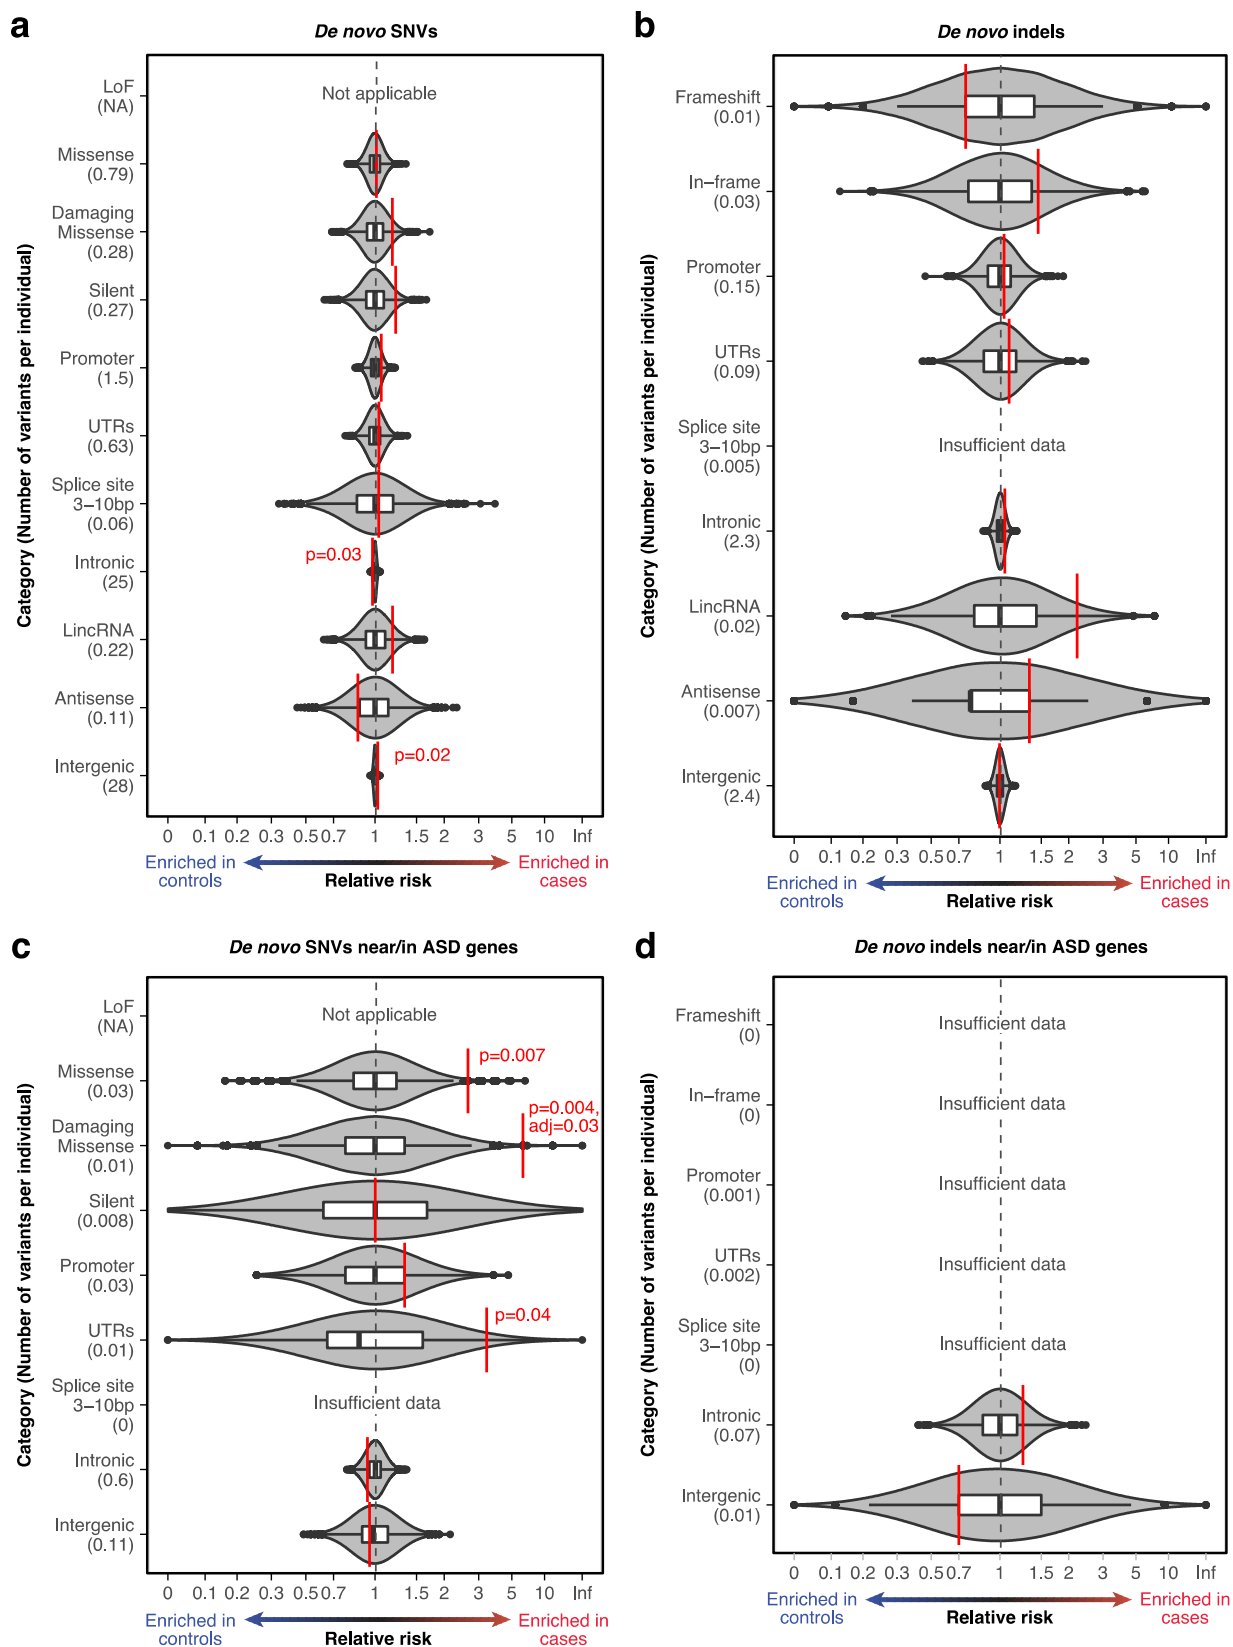 a
De novo SNVs
Category (Number of variants per individual)
LoF
(NA)
Not applicable
Missense
(0.79)
Damaging
Missense
(0.28)
Silent
(0.27)
Promoter
(1.5)
UTRs
(0.63)
Splice site
3–10bp
(0.06)
Intronic
(25)
p=0.03
LincRNA
(0.22)
Antisense
(0.11)
Intergenic
(28)
p=0.02
0 0.1 0.2 0.3 0.5 0.7 1 1.5 2 3 5 10 Inf
Enriched in
controls
Relative risk
Enriched in
cases
b
De novo indels
Category (Number of variants per individual)
Frameshift
(0.01)
In–frame
(0.03)
Promoter
(0.15)
UTRs
(0.09)
Splice site
3–10bp
(0.005)
Insufficient data
Intronic
(2.3)
LincRNA
(0.02)
Antisense
(0.007)
Intergenic
(2.4)
0 0.1 0.2 0.3 0.5 0.7 1 1.5 2 3 5 10 Inf
Enriched in
controls
Relative risk
Enriched in
cases
c
De novo SNVs near/in ASD genes
Category (Number of variants per individual)
LoF
(NA)
Not applicable
Missense
(0.03)
p=0.007
Damaging
Missense
(0.01)
p=0.004,
adj=0.03
Silent
(0.008)
Promoter
(0.03)
UTRs
(0.01)
p=0.04
Splice site
3–10bp
(0)
Insufficient data
Intronic
(0.6)
Intergenic
(0.11)
0 0.1 0.2 0.3 0.5 0.7 1 1.5 2 3 5 10 Inf
Enriched in
controls
Relative risk
Enriched in
cases
d
De novo indels near/in ASD genes
Category (Number of variants per individual)
Frameshift
(0)
Insufficient data
In–frame
(0)
Insufficient data
Promoter
(0.001)
Insufficient data
UTRs
(0.002)
Insufficient data
Splice site
3–10bp
(0)
Insufficient data
Intronic
(0.07)
Intergenic
(0.01)
0 0.1 0.2 0.3 0.5 0.7 1 1.5 2 3 5 10 Inf
Enriched in
controls
Relative risk
Enriched in
cases